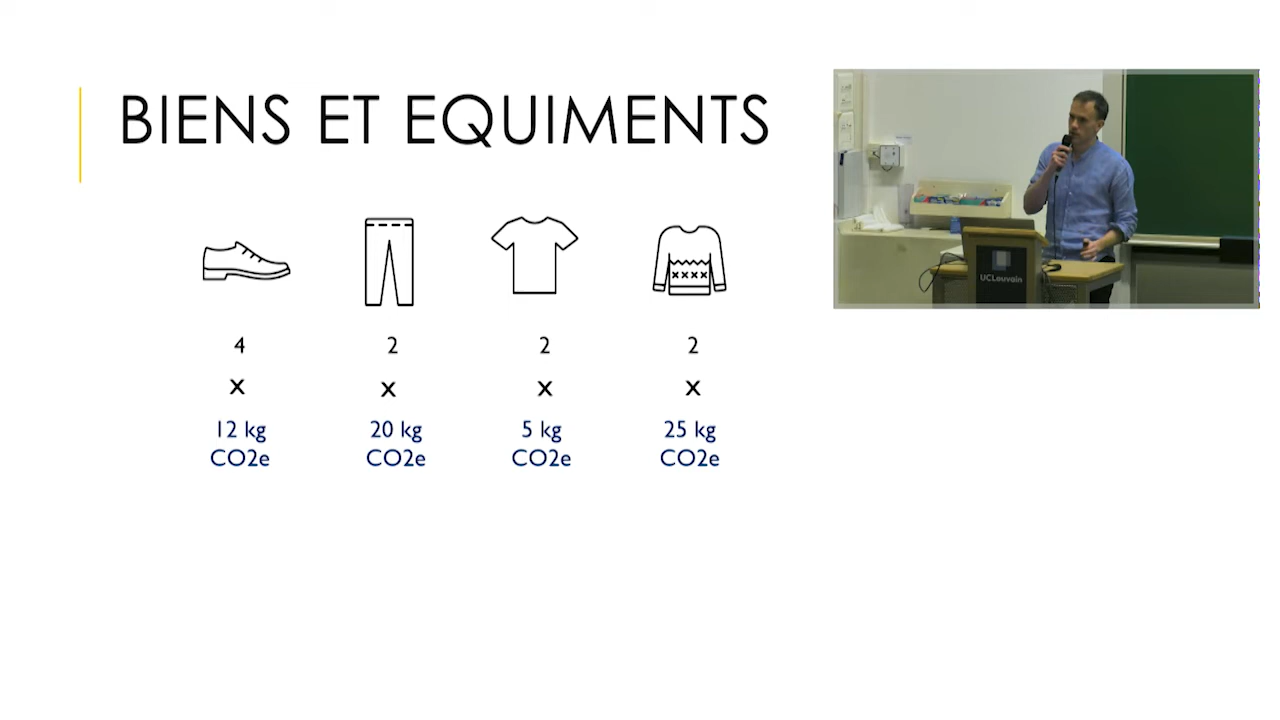 BIENS ET EQUIMENTS
4
2
2
2
x
x
x
x
12 kg
CO2e
20 kg
CO2e
5 kg
CO2e
25 kg
CO2e
UCLouvain